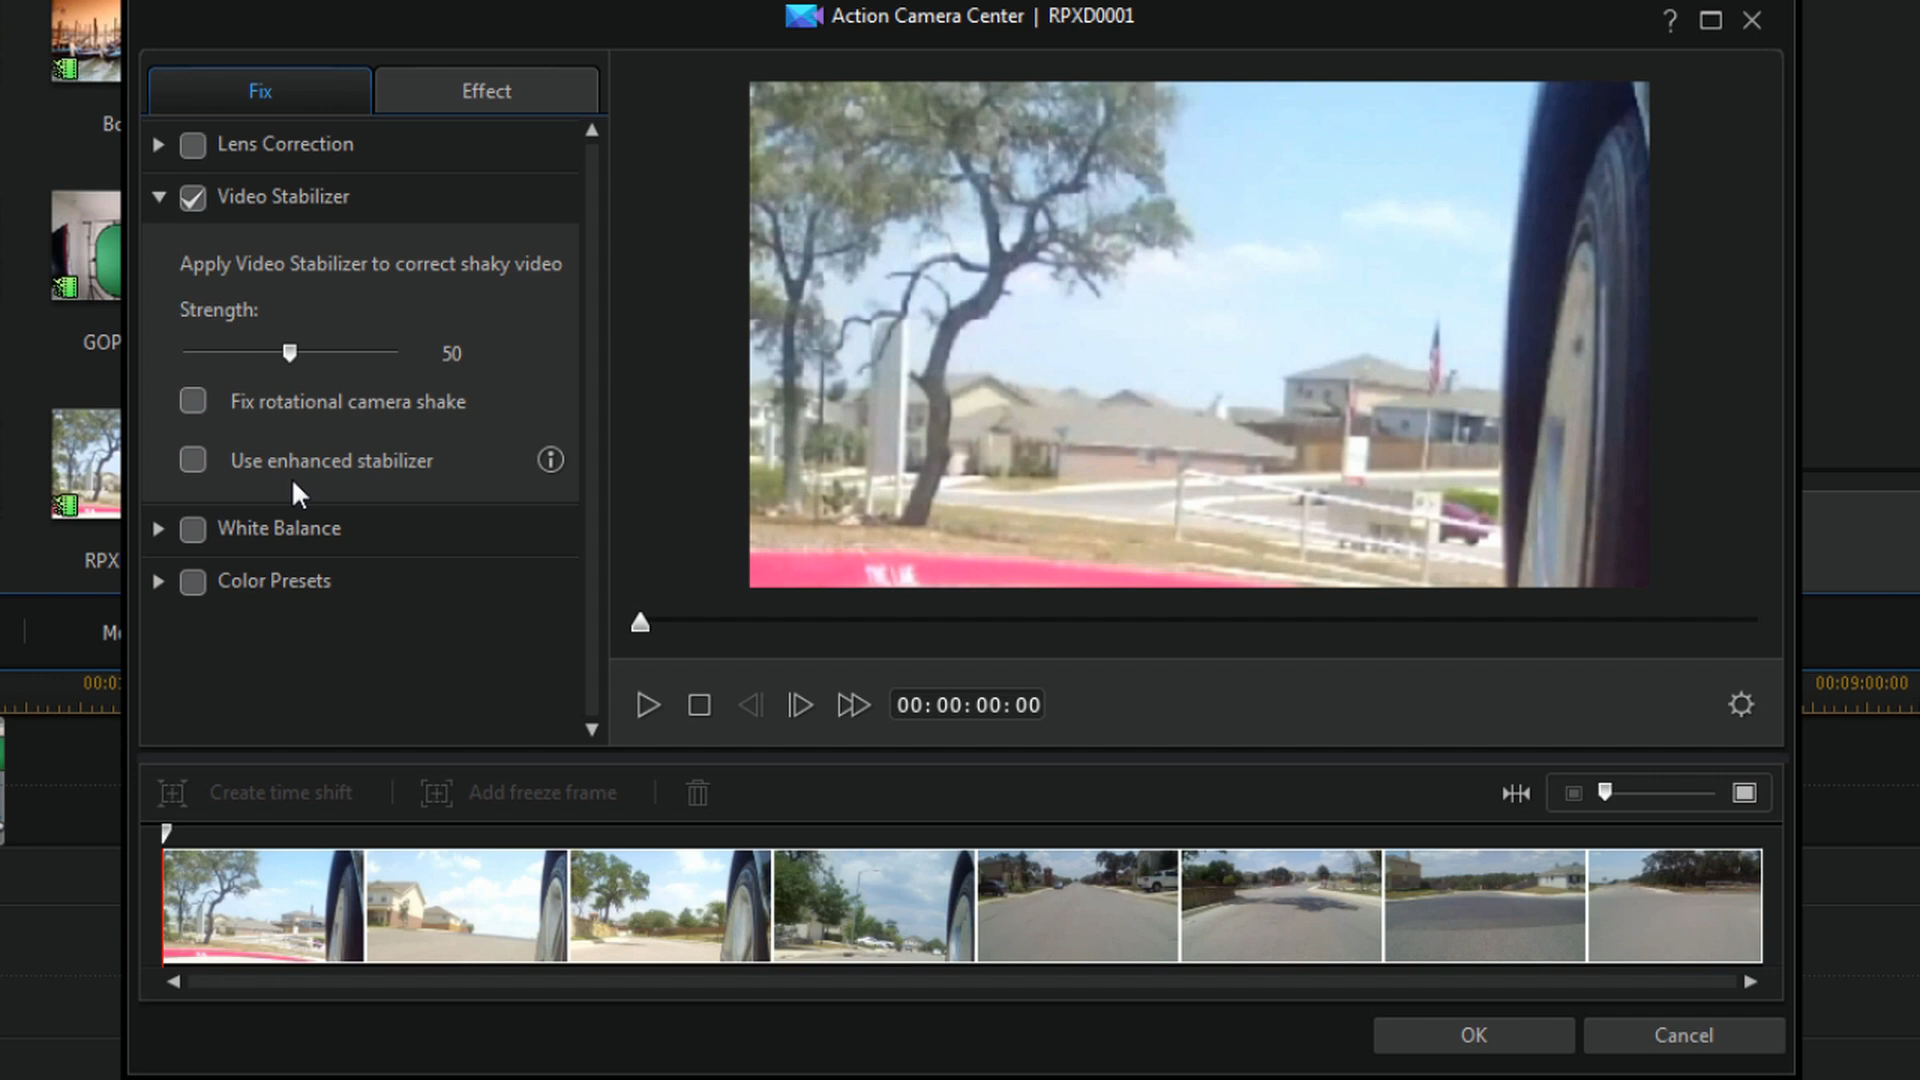 Action Camera Center | RPXD0001
?
Fix
Effect
Bo
Lens Correction
Video Stabilizer
Apply Video Stabilizer to correct shaky video
Strength:
50
GOP
Fix rotational camera shake
Use enhanced stabilizer
White Balance
RPX
Color Presets
00:00:00:00
00:09:00:00
Create time shift
Add freeze frame
OK
Cancel